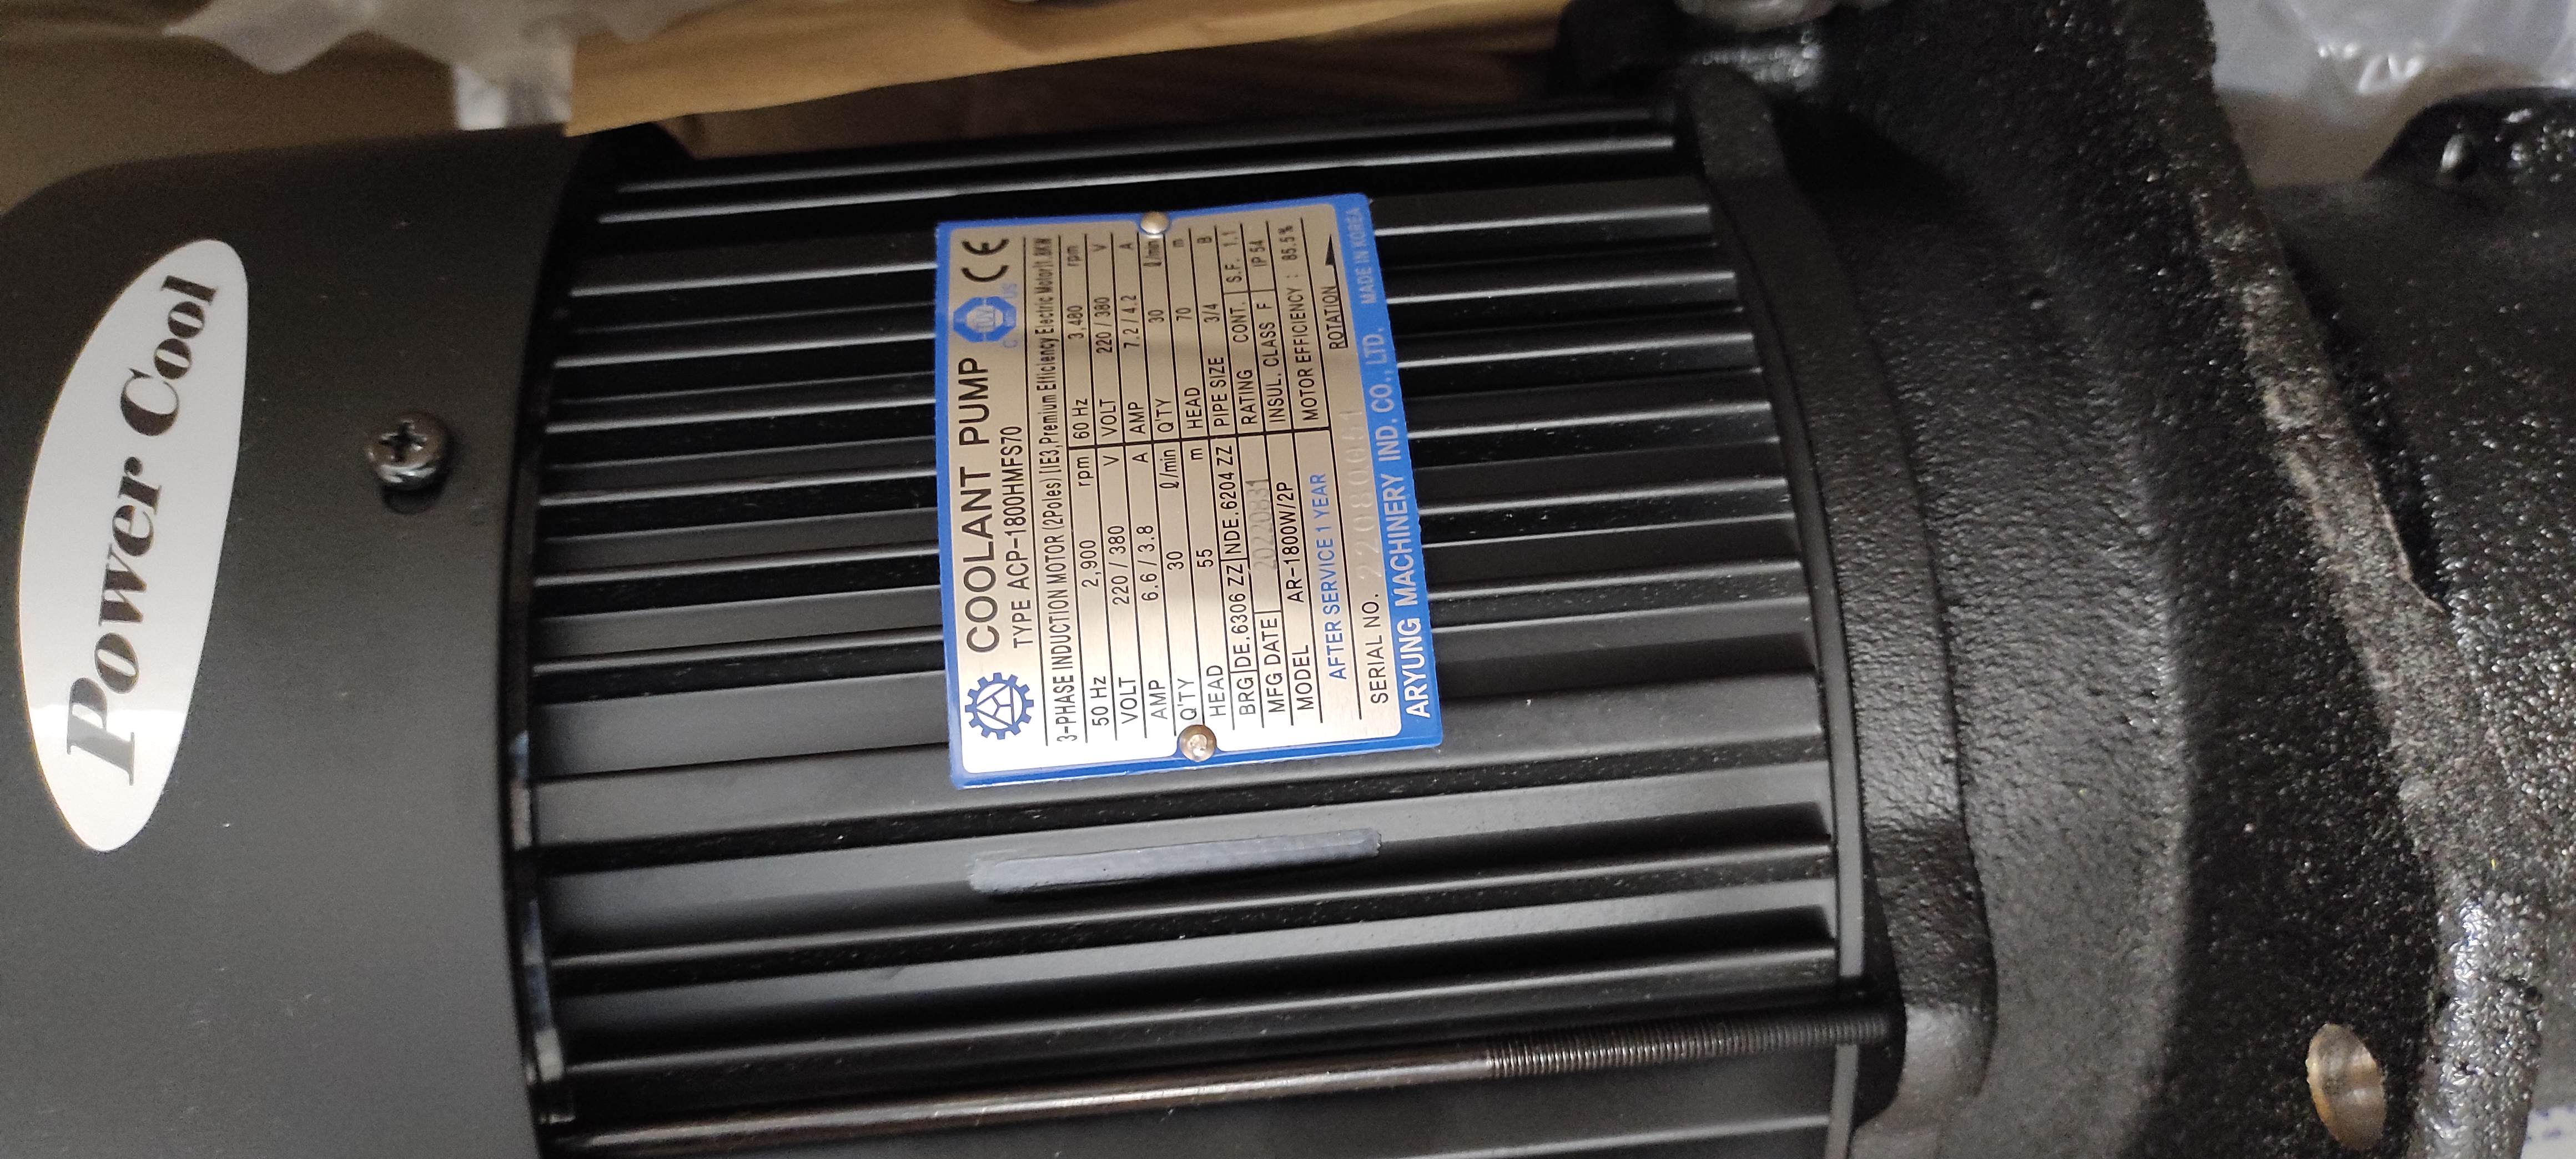 Power Cool
COOLANT PUMP
TYPE ACP-1800HMFS70
C TÜV US CE
3-PHASE INDUCTION MOTOR(2Poles) [IE3,Premium Efficiency Electric Motor]1.8KW
50 Hz 2,900 rpm 60 Hz 3,480 rpm
VOLT 220 / 380 V VOLT 220 / 380 V
AMP 6.6 / 3.8 A AMP 7.2 / 4.2 A
Q'TY 30 ℓ/min Q'TY 30 ℓ/min
HEAD 55 m HEAD 70 m
BRG DE.6306 ZZ NDE.6204 ZZ PIPE SIZE 3/4 B
MFG DATE 20220831 RATING CONT. S.F. 1.1
MODEL AR-1800W/2P INSUL. CLASS F IP 54
MOTOR EFFICIENCY : 85.5%
AFTER SERVICE 1 YEAR ROTATION
SERIAL NO.
ARYUNG MACHINERY IND. CO., LTD. MADE IN KOREA